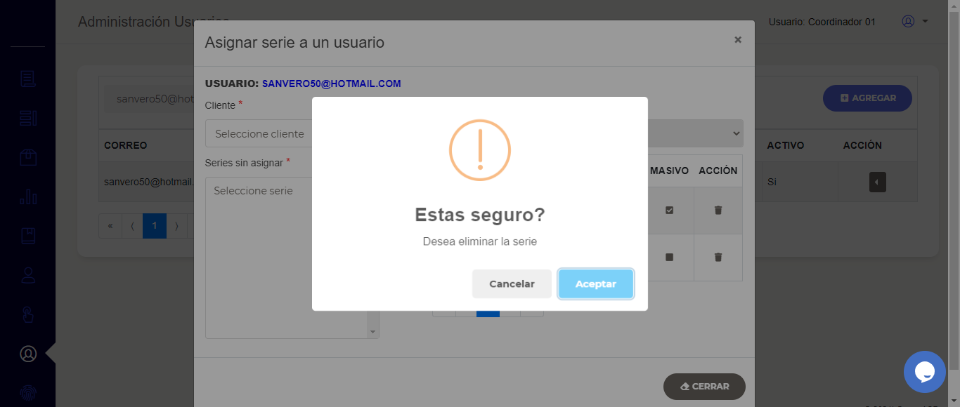 Administración Usuarios
Usuario: Coordinador 01
Asignar serie a un usuario
×
USUARIO: SANVERO50@HOTMAIL.COM
sanvero50@hot
AGREGAR
Cliente *
Seleccione cliente
CORREO
ACTIVO
ACCIÓN
Series sin asignar *
MASIVO
ACCIÓN
sanvero50@hotmail.
Si
Seleccione serie
«
1
Estas seguro?
Desea eliminar la serie
Cancelar
Aceptar
CERRAR